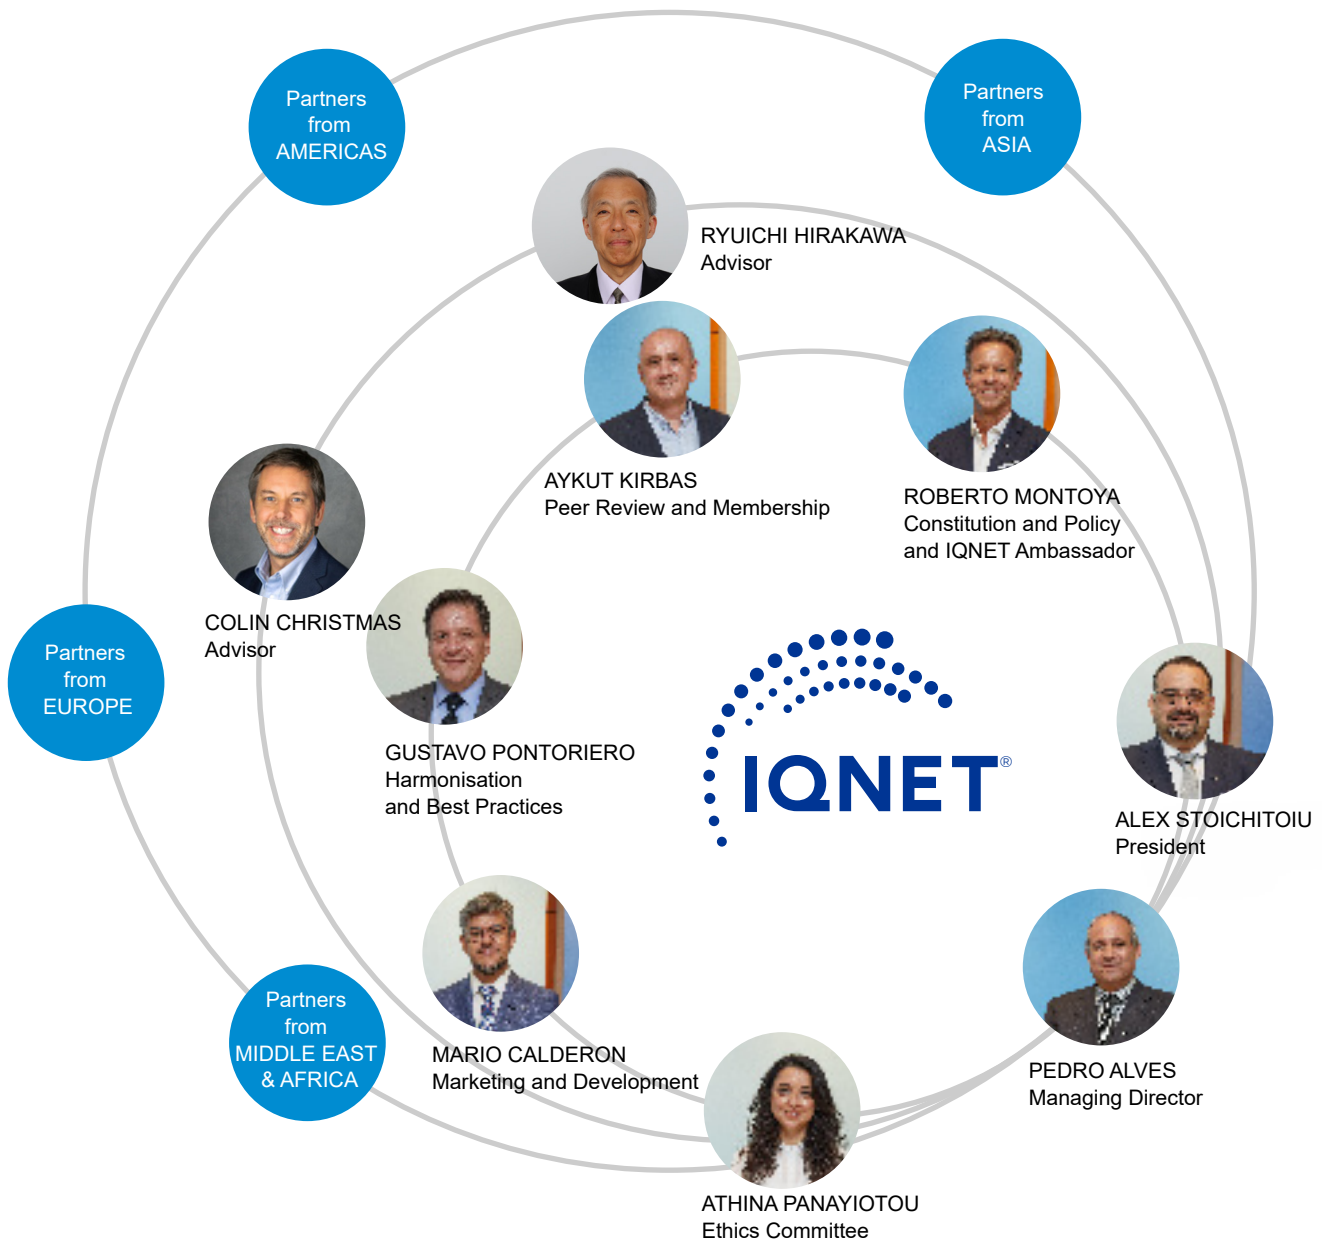 Partners
from
AMERICAS
Partners
from
ASIA
RYUICHI HIRAKAWA
Advisor
AYKUT KIRBAS
Peer Review and Membership
ROBERTO MONTOYA
Constitution and Policy
and IQNET Ambassador
COLIN CHRISTMAS
Advisor
Partners
from
EUROPE
GUSTAVO PONTORIERO
Harmonisation
and Best Practices
IQNET®
ALEX STOICHITOIU
President
Partners
from
MIDDLE EAST
& AFRICA
MARIO CALDERON
Marketing and Development
PEDRO ALVES
Managing Director
ATHINA PANAYIOTOU
Ethics Committee